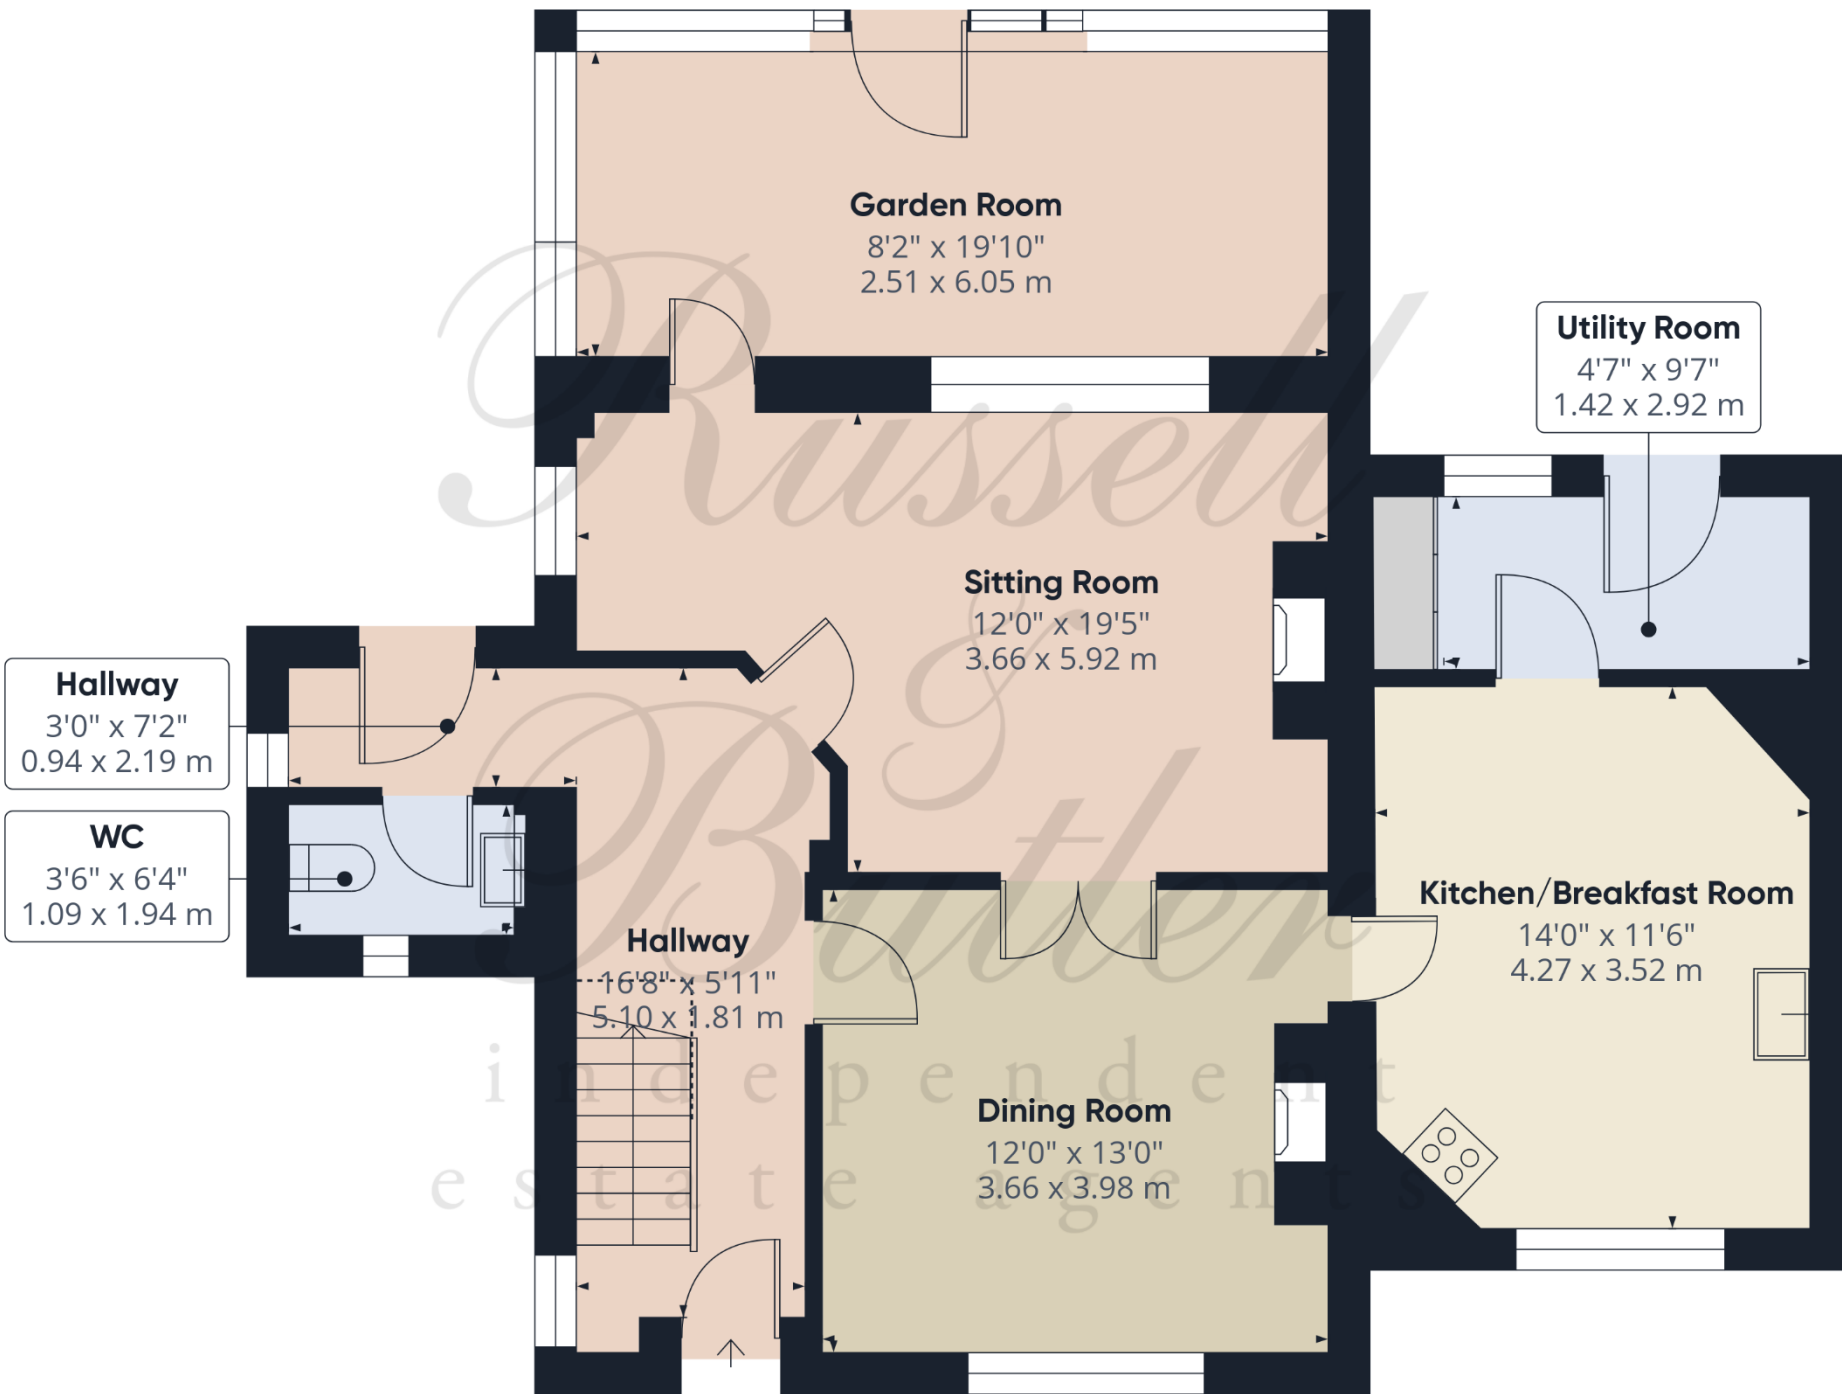 Garden Room
8'2" x 19'10"
2.51 x 6.05 m
Utility Room
4'7" x 9'7"
1.42 x 2.92 m
Sitting Room
12'0" x 19'5"
3.66 x 5.92 m
Hallway
3'0" x 7'2"
0.94 x 2.19 m
WC
3'6" x 6'4"
1.09 x 1.94 m
Hallway
16'8" x 5'11"
5.10 x 1.81 m
Kitchen/Breakfast Room
14'0" x 11'6"
4.27 x 3.52 m
Dining Room
12'0" x 13'0"
3.66 x 3.98 m
Russell
&
Butler
independent
estate agents